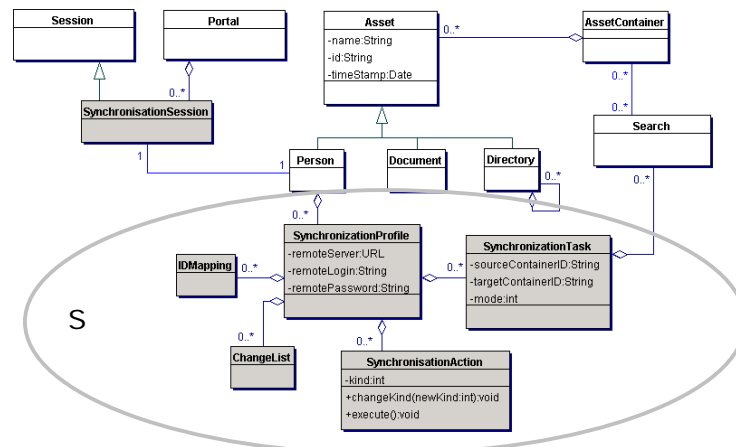 Session
Portal
Asset
-name:String
-id:String
-timeStamp:Date
AssetContainer
0..*
0..*
0..*
0..*
SynchronisationSession
Search
1
1
Person
Document
Directory
0..*
0..*
0..*
SynchronizationProfile
-remoteServer:URL
-remoteLogin:String
-remotePassword:String
SynchronizationTask
-sourceContainerID:String
-targetContainerID:String
-mode:int
IDMapping
0..*
0..*
S
0..*
0..*
ChangeList
SynchronisationAction
-kind:int
+changeKind(newKind:int):void
+execute():void